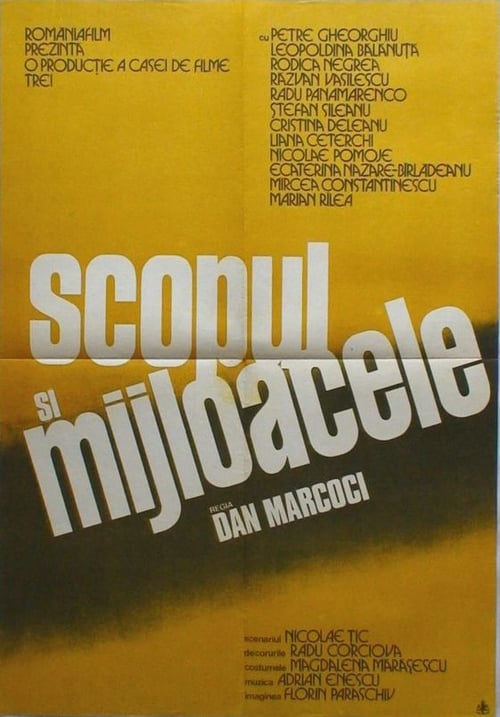 ROMANIAFILM
PREZINTĂ
O PRODUCȚIE A CASEI DE FILME
TREI
cu PETRE GHEORGHIU
LEOPOLDINA BĂLĂNUȚĂ
RODICA NEGREA
RĂZVAN VASILESCU
RADU PANAMARENCO
ȘTEFAN SILEANU
CRISTINA DELEANU
LIANA CETERCHI
NICOLAE POMOJE
ECATERINA NAZARE-BÎRLĂDEANU
MIRCEA CONSTANTINESCU
MARIAN RÎLEA
scopul
și
mijloacele
REGIA
DAN MARCOCI
scenariul NICOLAE ȚIC
decorurile RADU CORCIOVA
costumele MAGDALENA MĂRĂȘESCU
muzica ADRIAN ENESCU
imaginea FLORIN PARASCHIV